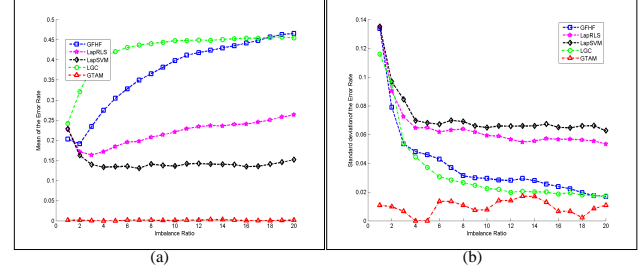 0.5
0.45
0.4
0.35
0.3
0.25
0.2
0.15
0.1
0.05
0
Mean of the Error Rate
GFHF
LapRLS
LapSVM
LGC
GTAM
0 2 4 6 8 10 12 14 16 18 20
Imbalance Ratio
(a)
0.14
0.12
0.1
0.08
0.06
0.04
0.02
0
Standard Deviation of the Error Rate
GFHF
LapRLS
LapSVM
LGC
GTAM
0 2 4 6 8 10 12 14 16 18 20
Imbalance Ratio
(b)